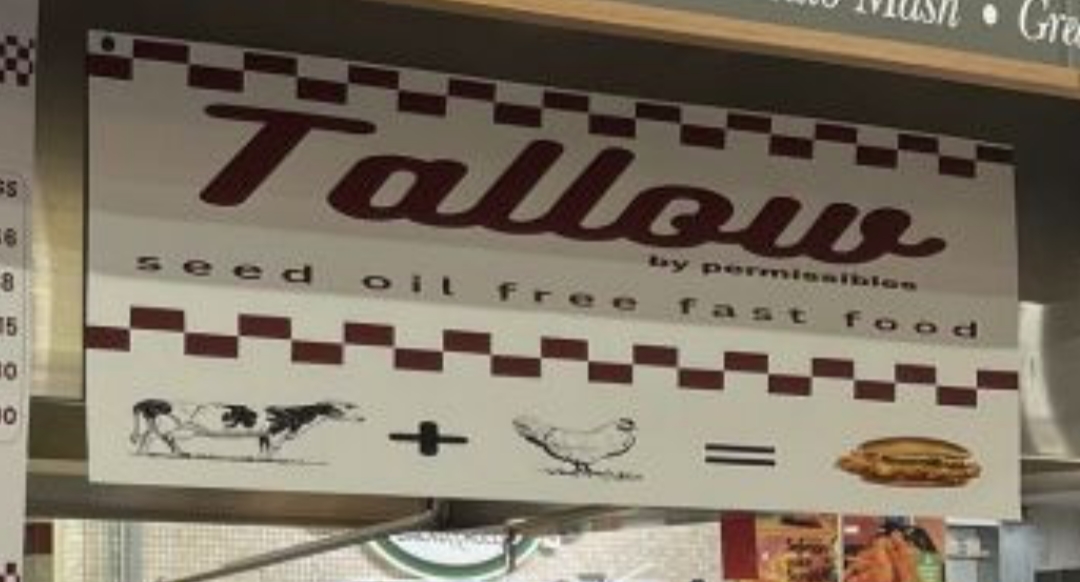 Mash • Gre
Tallow
by permissibles
seed oil free fast food
+ =